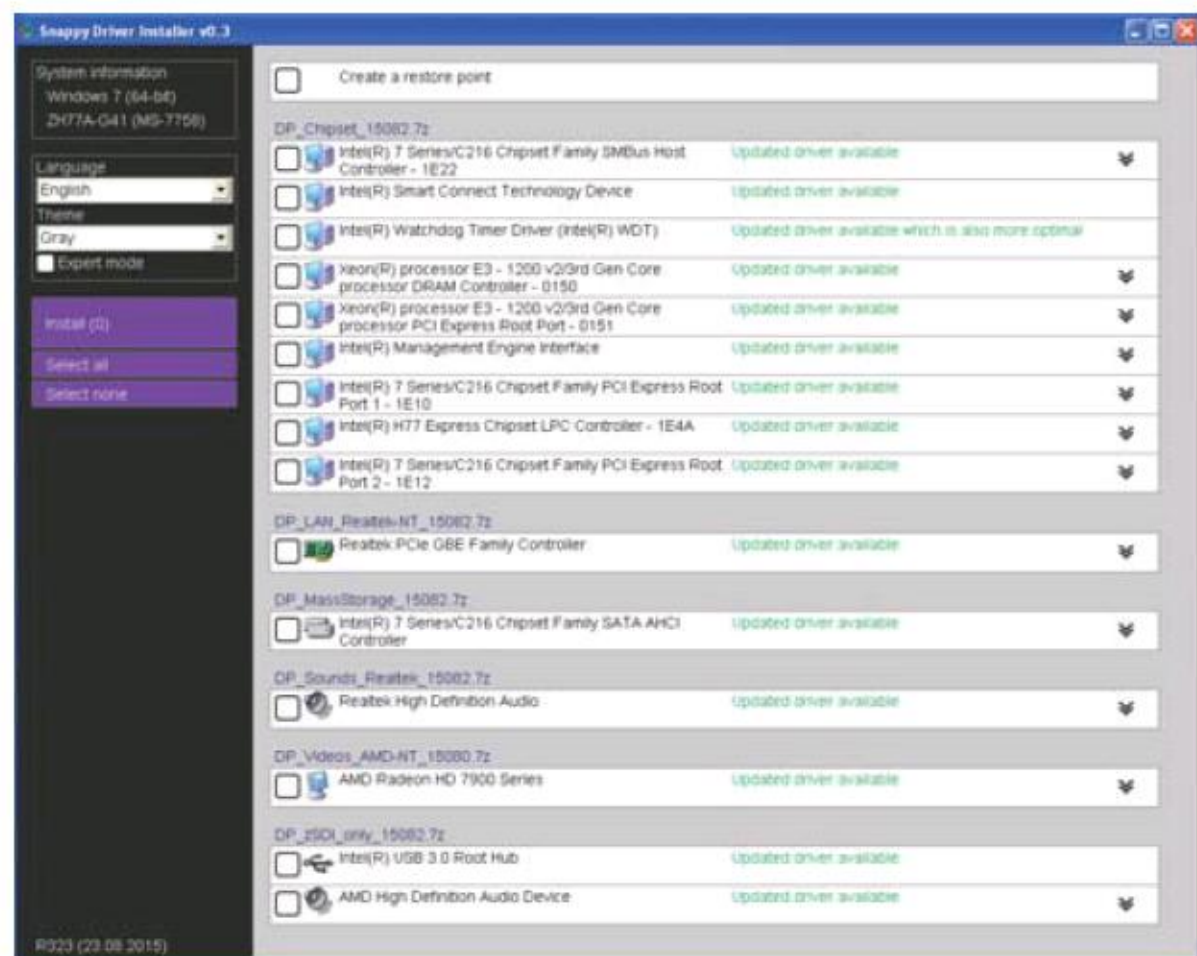 Snappy Driver Installer v0.3
System information
Windows 7 (64-bit)
ZH77A-G41 (MS-7758)
Language
English
Theme
Gray
Expert mode
Install (0)
Select all
Select none
R323 (23.08.2015)
Create a restore point
DP_Chipset_15082.7z
Intel(R) 7 Series/C216 Chipset Family SMBus Host
Controller - 1E22
Updated driver available
Intel(R) Smart Connect Technology Device
Updated driver available
Intel(R) Watchdog Timer Driver (Intel(R) WDT)
Updated driver available which is also more optimal
Xeon(R) processor E3 - 1200 v2/3rd Gen Core
processor DRAM Controller - 0150
Updated driver available
Xeon(R) processor E3 - 1200 v2/3rd Gen Core
processor PCI Express Root Port - 0151
Updated driver available
Intel(R) Management Engine Interface
Updated driver available
Intel(R) 7 Series/C216 Chipset Family PCI Express Root
Port 1 - 1E10
Updated driver available
Intel(R) H77 Express Chipset LPC Controller - 1E4A
Updated driver available
Intel(R) 7 Series/C216 Chipset Family PCI Express Root
Port 2 - 1E12
Updated driver available
DP_LAN_Realtek-NT_15082.7z
Realtek PCIe GBE Family Controller
Updated driver available
DP_MassStorage_15082.7z
Intel(R) 7 Series/C216 Chipset Family SATA AHCI
Controller
Updated driver available
DP_Sounds_Realtek_15082.7z
Realtek High Definition Audio
Updated driver available
DP_Videos_AMD-NT_15080.7z
AMD Radeon HD 7900 Series
Updated driver available
DP_zSDI_only_15082.7z
Intel(R) USB 3.0 Root Hub
Updated driver available
AMD High Definition Audio Device
Updated driver available